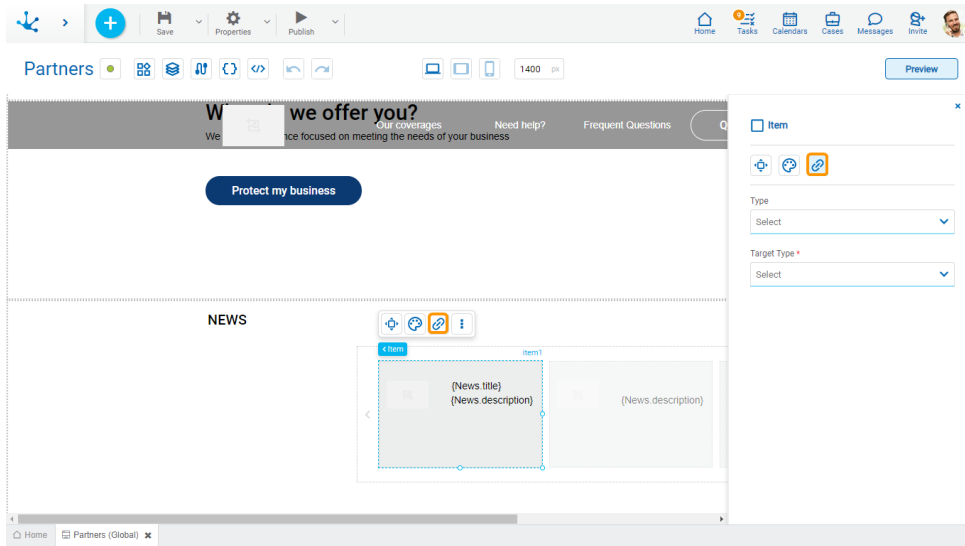 Save
Properties
Publish
Home
9
Tasks
Calendars
Cases
Messages
Invite
Partners
1400 px
Preview
we offer you?
We
nce focused on meeting the needs of your business
Our coverages
Need help?
Frequent Questions
Q
Protect my business
Item
Type
Select
Target Type *
Select
NEWS
Item
item1
{News.title}
{News.description}
{News.description}
Home
Partners (Global)